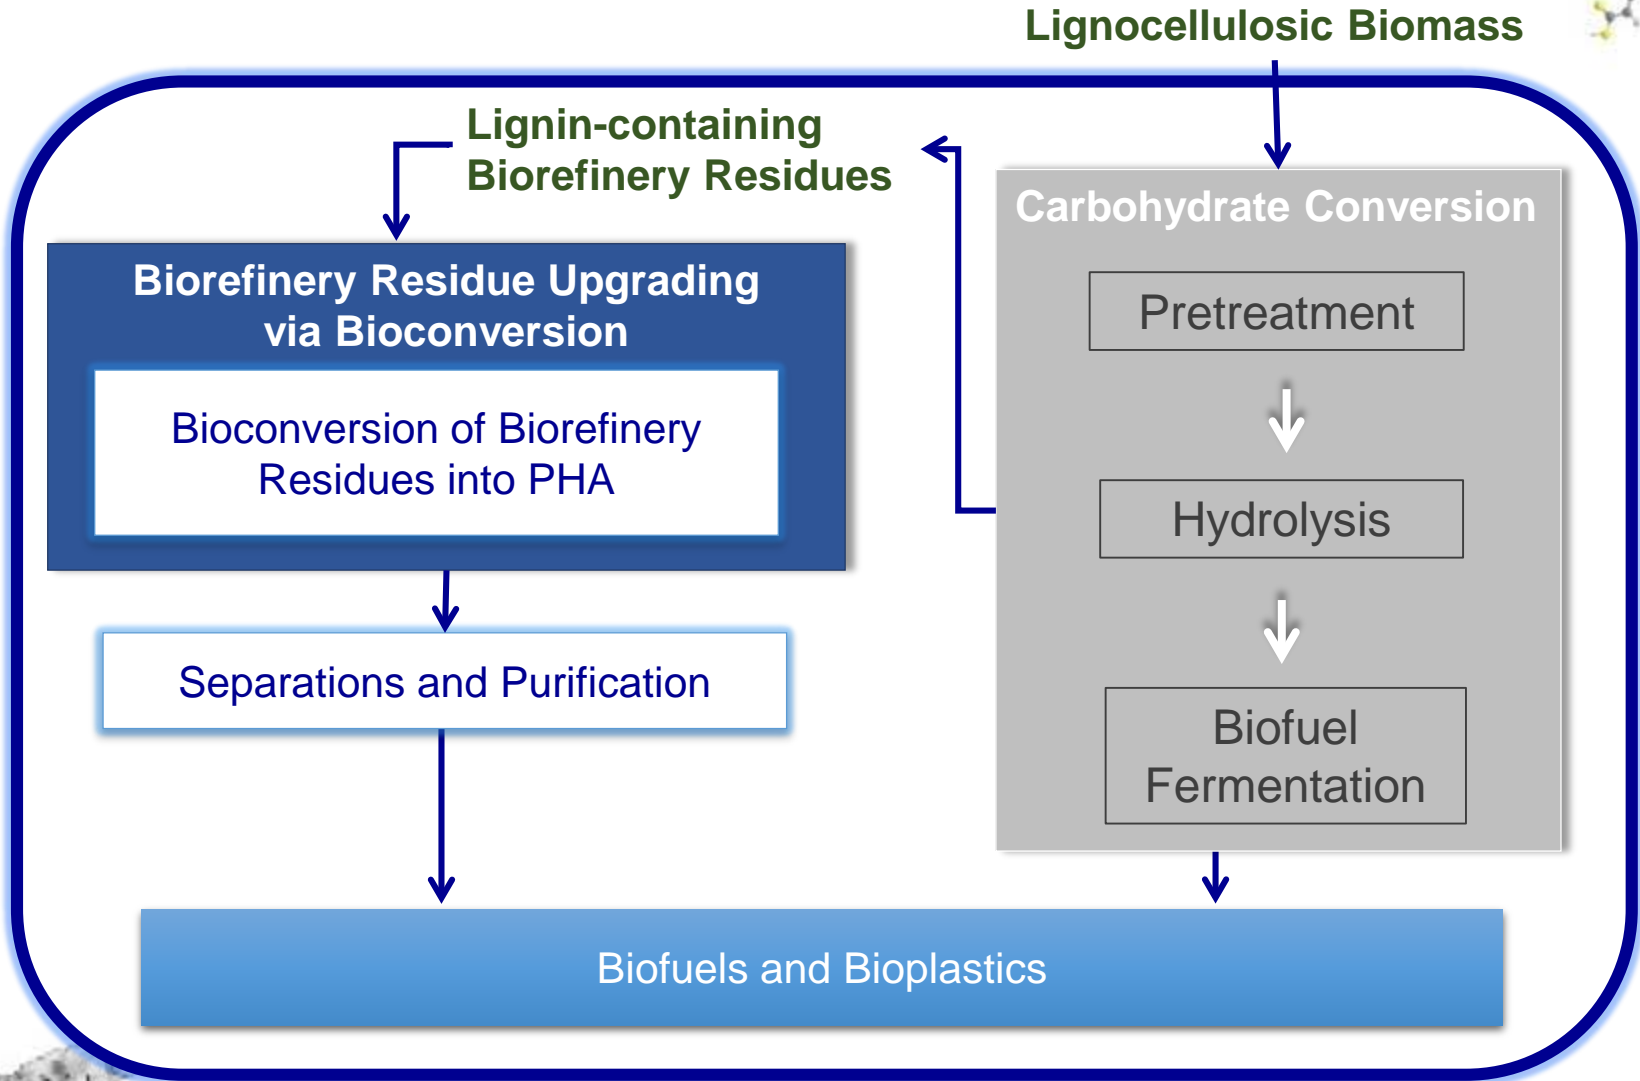 Lignocellulosic Biomass
Lignin-containing
Biorefinery Residues
Carbohydrate Conversion
Pretreatment
Hydrolysis
Biofuel
Fermentation
Biorefinery Residue Upgrading
via Bioconversion
Bioconversion of Biorefinery
Residues into PHA
Separations and Purification
Biofuels and Bioplastics